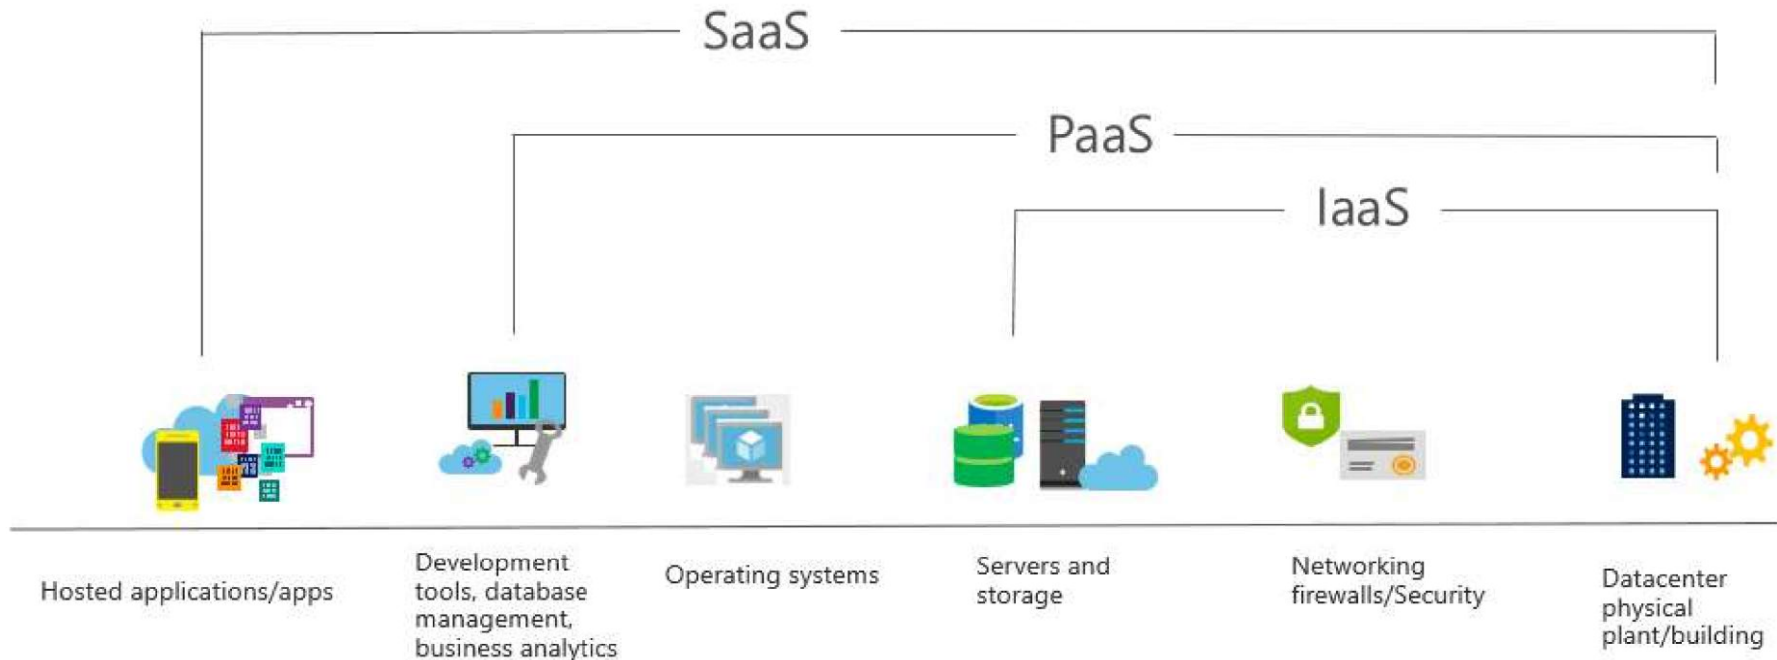 SaaS
PaaS
IaaS
Hosted applications/apps
Development
tools, database
management,
business analytics
Operating systems
Servers and
storage
Networking
firewalls/Security
Datacenter
physical
plant/building